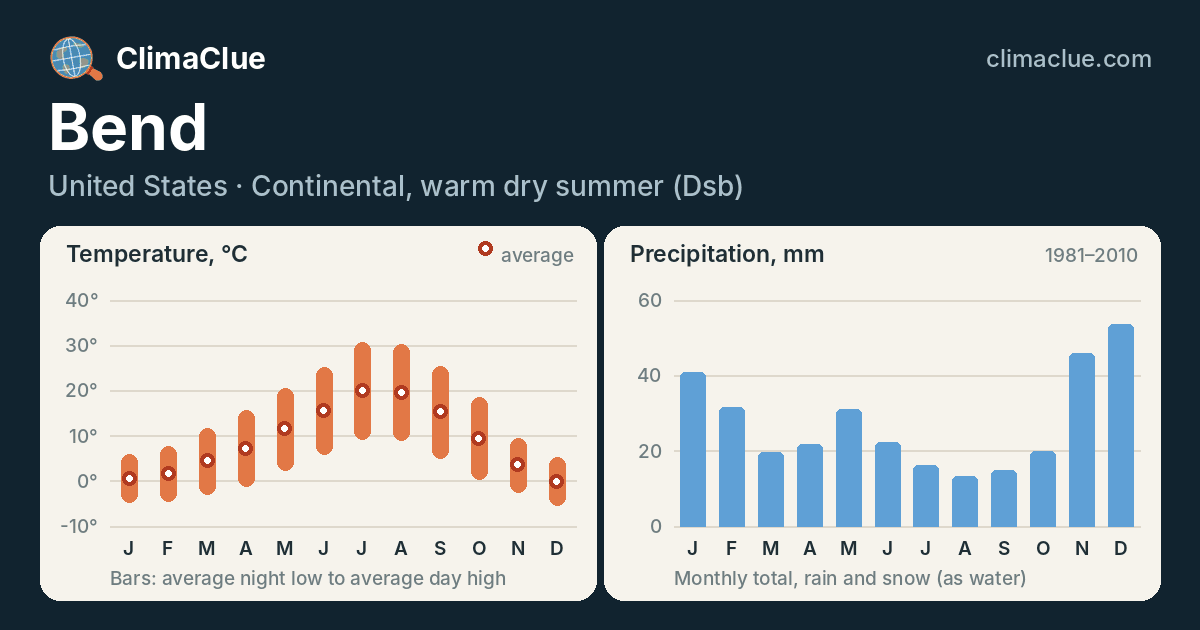 ClimaClue
climaclue.com
Bend
United States · Continental, warm dry summer (Dsb)
Temperature, °C
average
40°
30°
20°
10°
0°
-10°
J F M A M J J A S O N D
Bars: average night low to average day high
Precipitation, mm
1981–2010
60
40
20
0
J F M A M J J A S O N D
Monthly total, rain and snow (as water)